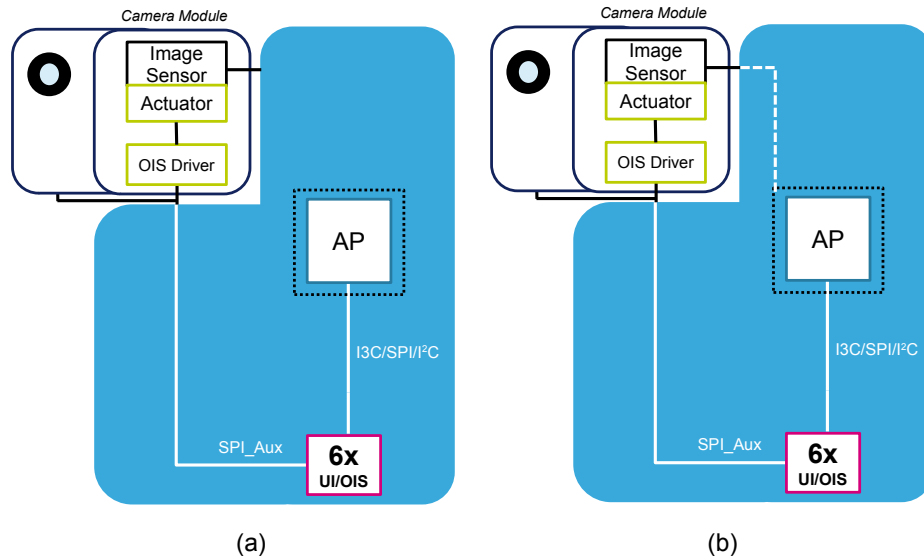 Camera Module
Image
Sensor
Actuator
OIS Driver
AP
I3C/SPI/I²C
SPI_Aux
6x
UI/OIS
(a)
Camera Module
Image
Sensor
Actuator
OIS Driver
AP
I3C/SPI/I²C
SPI_Aux
6x
UI/OIS
(b)